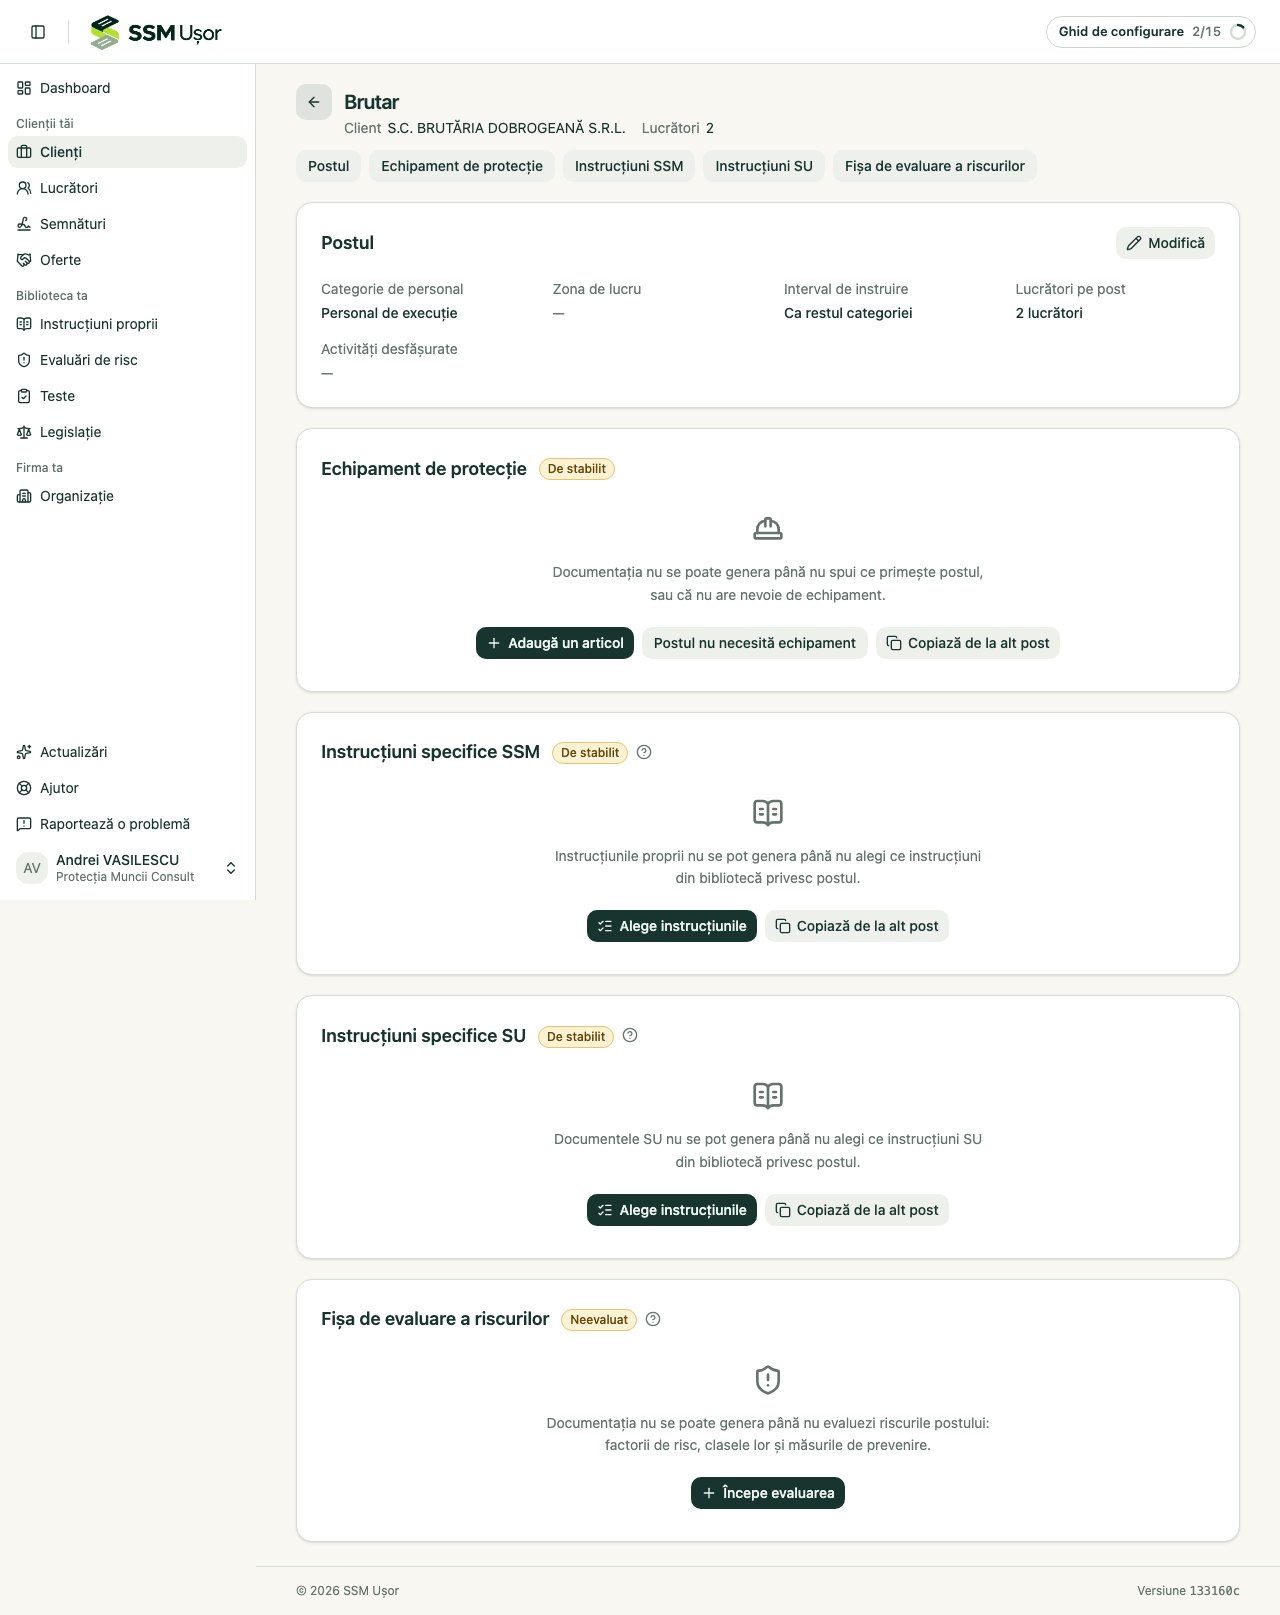 SSM Ușor
Ghid de configurare 2/15
Dashboard
Clienții tăi
Clienți
Lucrători
Semnături
Oferte
Biblioteca ta
Instrucțiuni proprii
Evaluări de risc
Teste
Legislație
Firma ta
Organizație
Actualizări
Ajutor
Raportează o problemă
AV
Andrei VASILESCU
Protecția Muncii Consult
Brutar
Client S.C. BRUTĂRIA DOBROGEANĂ S.R.L. Lucrători 2
Postul Echipament de protecție Instrucțiuni SSM Instrucțiuni SU Fișa de evaluare a riscurilor
Postul
Modifică
Categorie de personal Zona de lucru Interval de instruire Lucrători pe post
Personal de execuție — Ca restul categoriei 2 lucrători
Activități desfășurate
—
Echipament de protecție De stabilit
Documentația nu se poate genera până nu spui ce primește postul,
sau că nu are nevoie de echipament.
Adaugă un articol Postul nu necesită echipament Copiază de la alt post
Instrucțiuni specifice SSM De stabilit
Instrucțiunile proprii nu se pot genera până nu alegi ce instrucțiuni
din bibliotecă privesc postul.
Alege instrucțiunile Copiază de la alt post
Instrucțiuni specifice SU De stabilit
Documentele SU nu se pot genera până nu alegi ce instrucțiuni SU
din bibliotecă privesc postul.
Alege instrucțiunile Copiază de la alt post
Fișa de evaluare a riscurilor Neevaluat
Documentația nu se poate genera până nu evaluezi riscurile postului:
factorii de risc, clasele lor și măsurile de prevenire.
Începe evaluarea
© 2026 SSM Ușor
Versiune 133160c